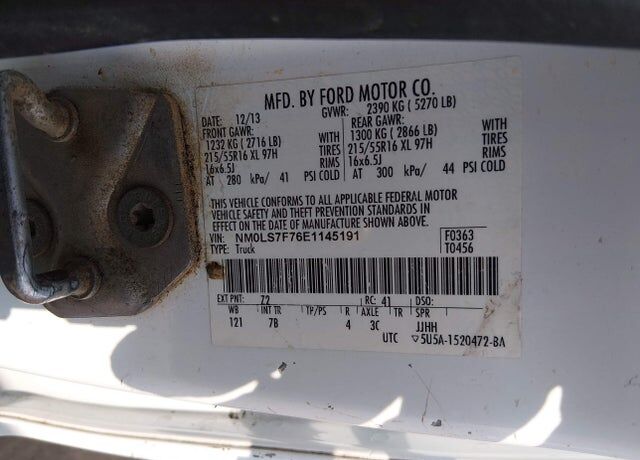 MFD. BY FORD MOTOR CO.
DATE: 12/13 GVWR: 2390 KG ( 5270 LB)
FRONT GAWR: REAR GAWR:
1232 KG ( 2716 LB) WITH 1300 KG ( 2866 LB) WITH
215/55R16 XL 97H TIRES 215/55R16 XL 97H TIRES
16x6.5J RIMS 16x6.5J RIMS
AT 280 kPa/ 41 PSI COLD AT 300 kPa/ 44 PSI COLD
THIS VEHICLE CONFORMS TO ALL APPLICABLE FEDERAL MOTOR
VEHICLE SAFETY AND THEFT PREVENTION STANDARDS IN
EFFECT ON THE DATE OF MANUFACTURE SHOWN ABOVE.
VIN: NM0LS7F76E1145191 F0363
TYPE: Truck T0456
EXT PNT: Z2 RC: 41 DSO:
WB INT TR TP/PS R AXLE TR SPR
121 7B 4 3C JJHH
UTC ▽5U5A-1520472-BA